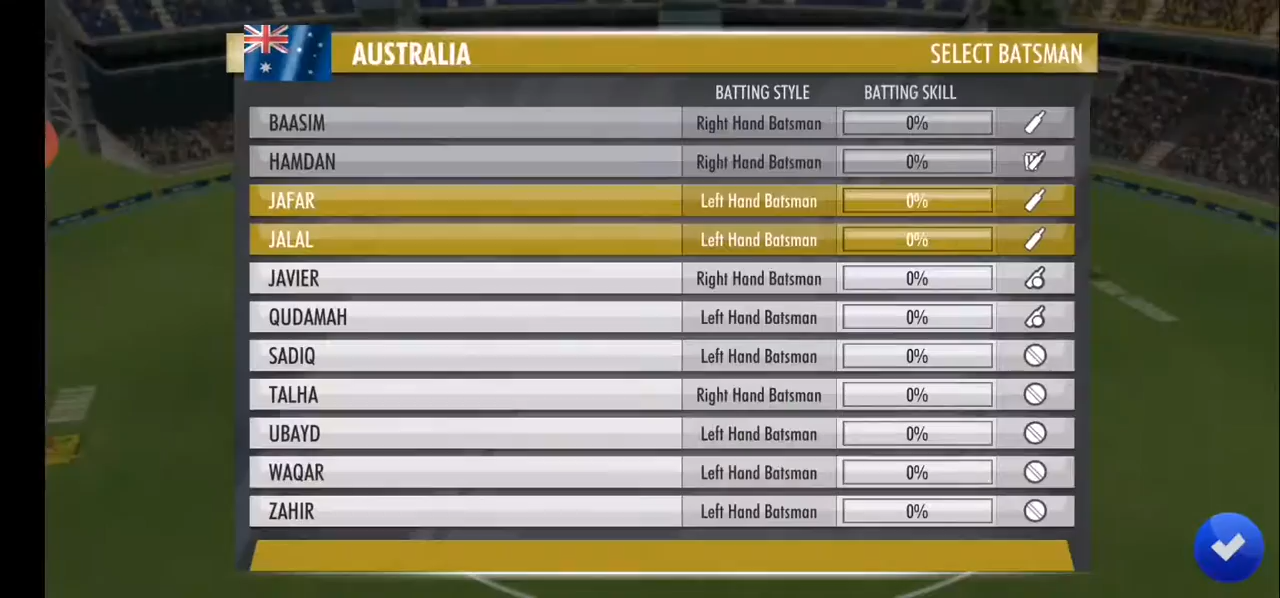 AUSTRALIA SELECT BATSMAN
BATTING STYLE BATTING SKILL
BAASIM Right Hand Batsman 0%
HAMDAN Right Hand Batsman 0%
JAFAR Left Hand Batsman 0%
JALAL Left Hand Batsman 0%
JAVIER Right Hand Batsman 0%
QUDAMAH Left Hand Batsman 0%
SADIQ Left Hand Batsman 0%
TALHA Right Hand Batsman 0%
UBAYD Left Hand Batsman 0%
WAQAR Left Hand Batsman 0%
ZAHIR Left Hand Batsman 0%